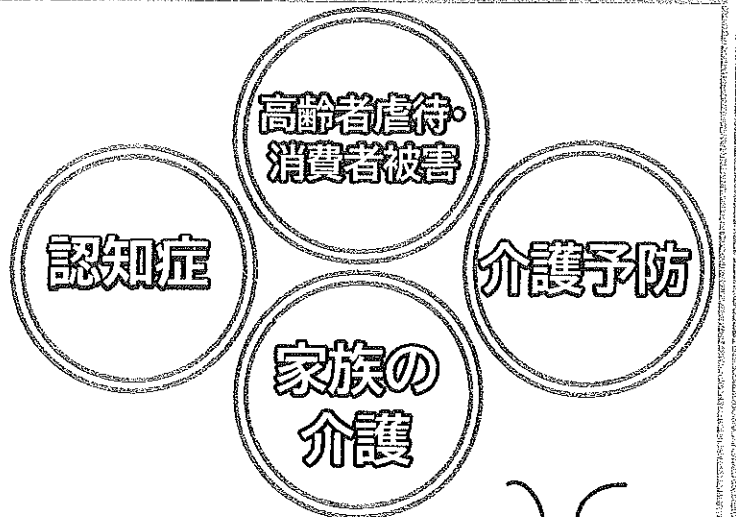 高齢者虐待・
消費者被害
認知症
介護予防
家族の
介護